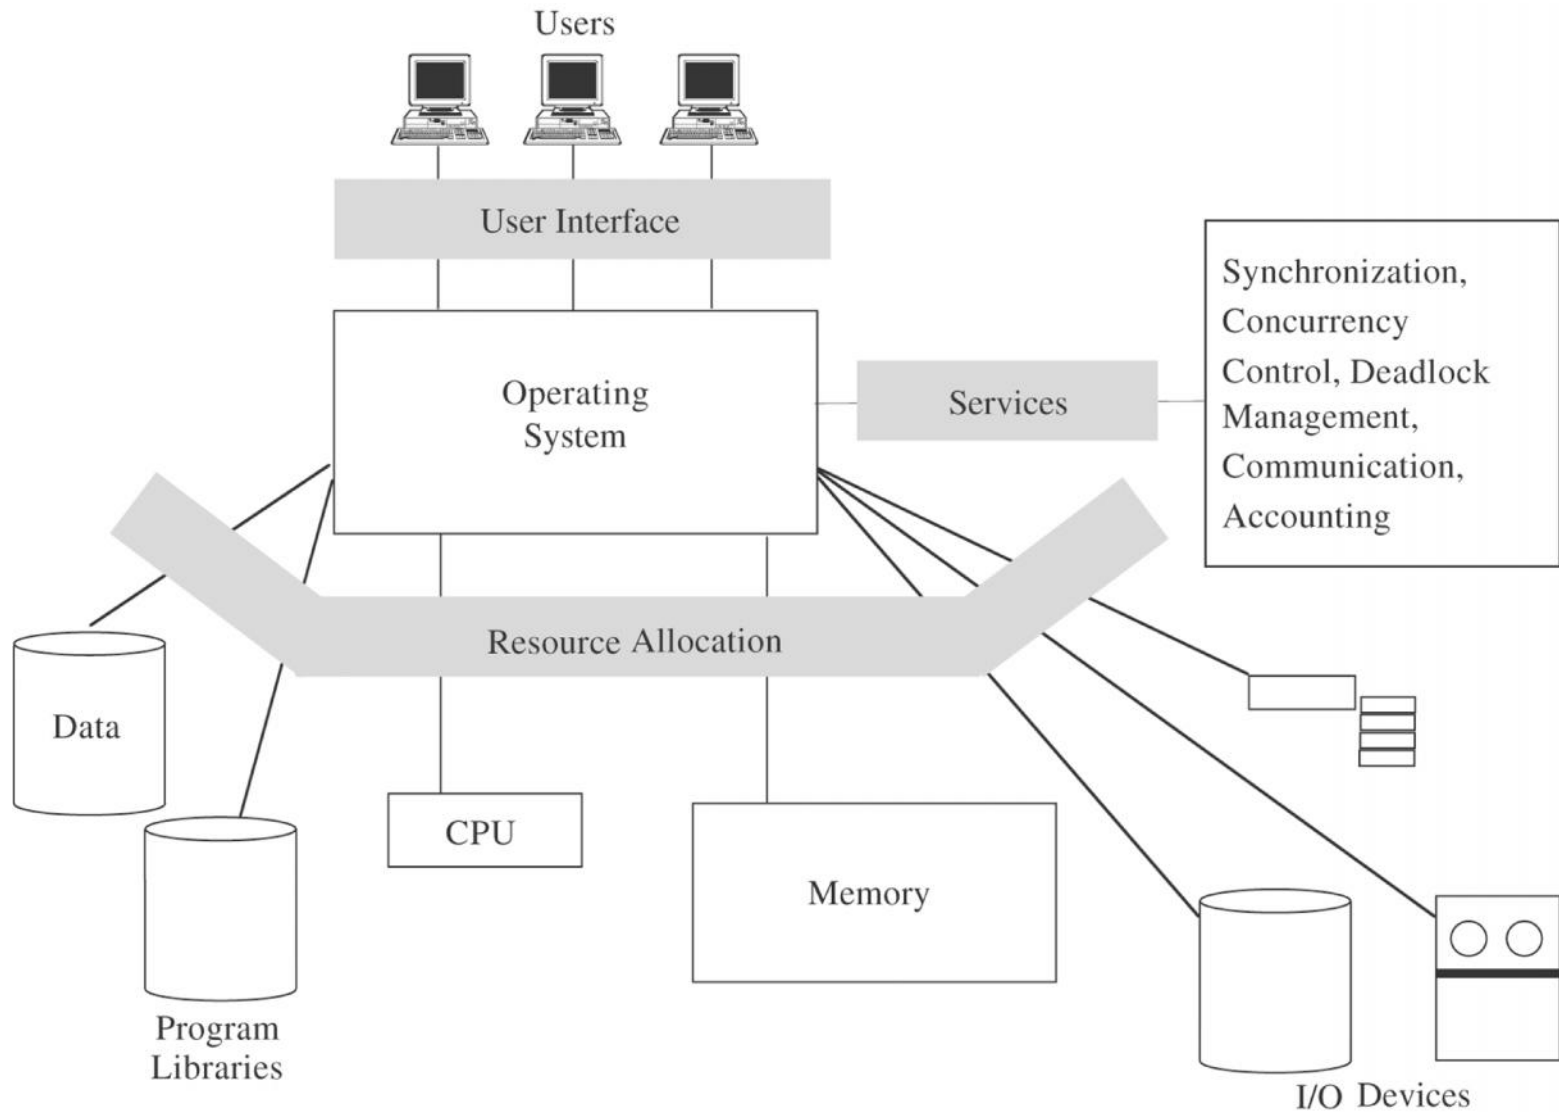 Users
User Interface
Operating
System
Services
Synchronization,
Concurrency
Control, Deadlock
Management,
Communication,
Accounting
Resource Allocation
Data
CPU
Memory
Program
Libraries
I/O Devices